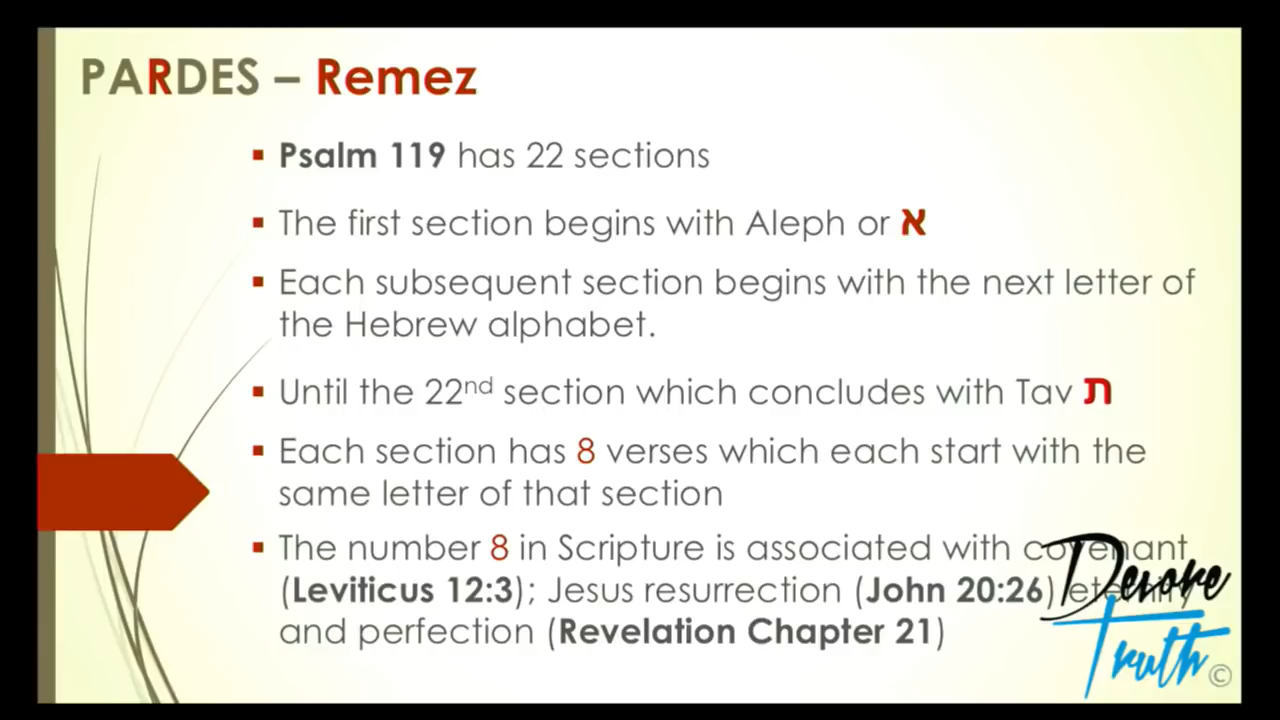 PARDES – Remez
▪ Psalm 119 has 22 sections
▪ The first section begins with Aleph or א
▪ Each subsequent section begins with the next letter of
the Hebrew alphabet.
▪ Until the 22nd section which concludes with Tav ת
▪ Each section has 8 verses which each start with the
same letter of that section
▪ The number 8 in Scripture is associated with covenant
(Leviticus 12:3); Jesus resurrection (John 20:26) eternity
and perfection (Revelation Chapter 21)
Truth ©